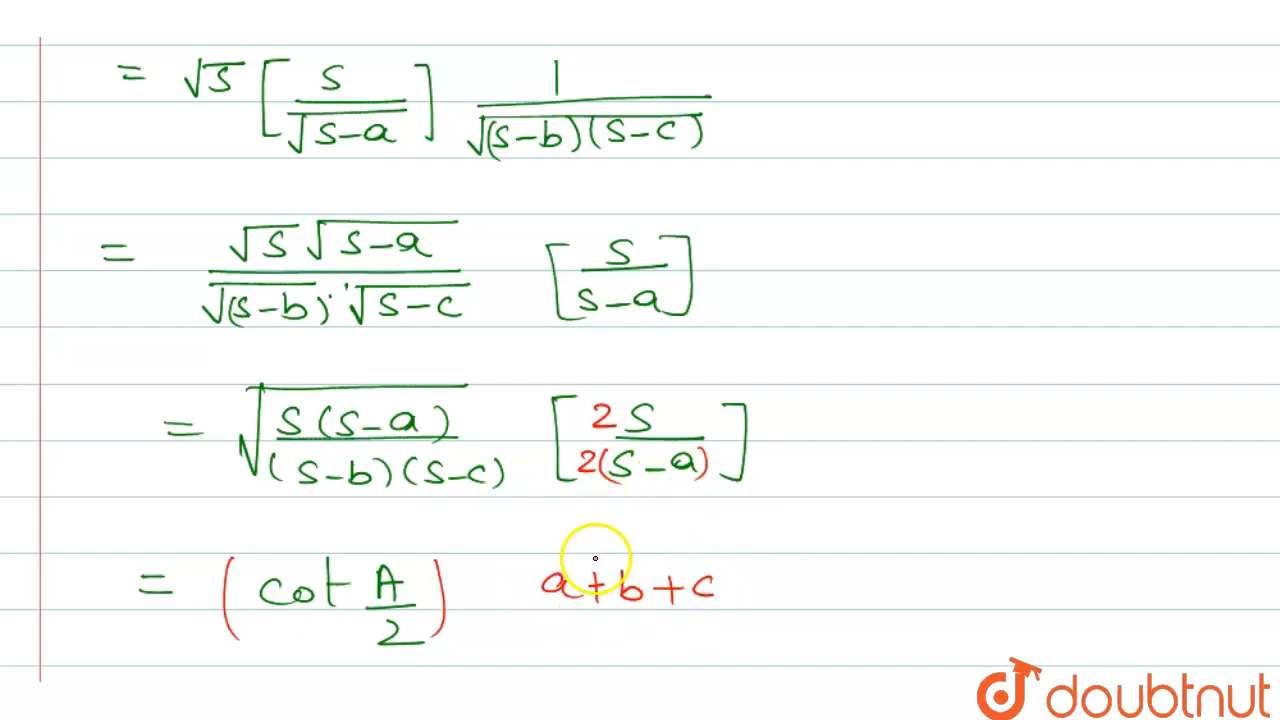 = √s [ s / √s-a ] 1 / √(s-b)(s-c)
= √s √s-a / √(s-b) √s-c [ s / s-a ]
= √ s(s-a) / (s-b)(s-c) [ 2s / 2(s-a) ]
= ( cot A/2 ) a+b+c
doubtnut